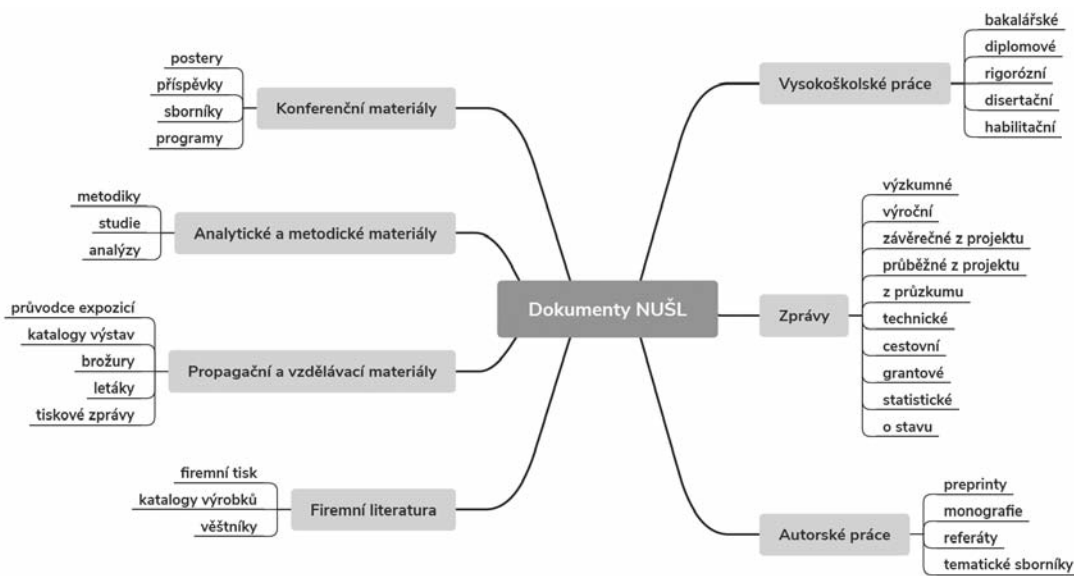 Dokumenty NUŠL
Konferenční materiály
postery
příspěvky
sborníky
programy
Analytické a metodické materiály
metodiky
studie
analýzy
Propagační a vzdělávací materiály
průvodce expozicí
katalogy výstav
brožury
letáky
tiskové zprávy
Firemní literatura
firemní tisk
katalogy výrobků
věštníky
Vysokoškolské práce
bakalářské
diplomové
rigorózní
disertační
habilitační
Zprávy
výzkumné
výroční
závěrečné z projektu
průběžné z projektu
z průzkumu
technické
cestovní
grantové
statistické
o stavu
Autorské práce
preprinty
monografie
referáty
tematické sborníky